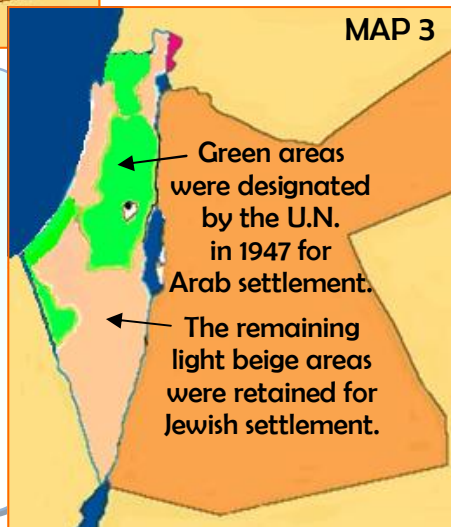 MAP 3
Green areas
were designated
by the U.N.
in 1947 for
Arab settlement.
The remaining
light beige areas
were retained for
Jewish settlement.